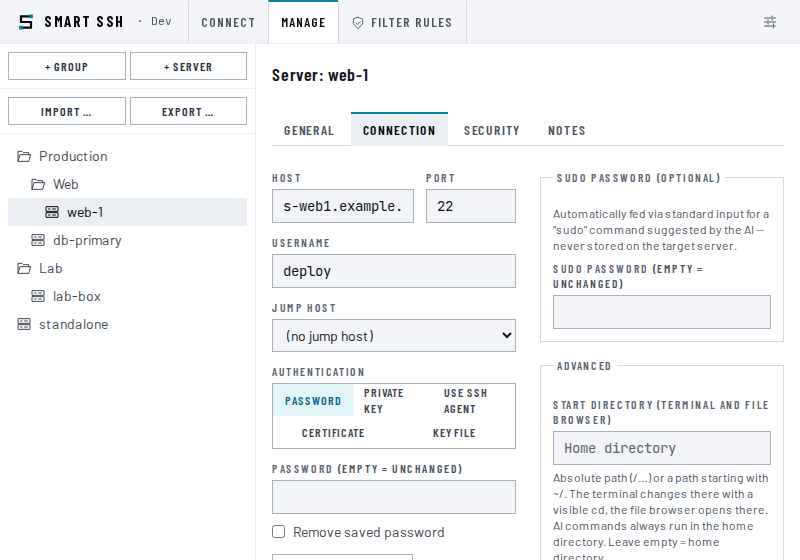 SMART SSH · Dev
CONNECT
MANAGE
FILTER RULES
+ GROUP
+ SERVER
IMPORT ...
EXPORT ...
Production
Web
web-1
db-primary
Lab
lab-box
standalone
Server: web-1
GENERAL
CONNECTION
SECURITY
NOTES
HOST
s-web1.example.
PORT
22
USERNAME
deploy
JUMP HOST
(no jump host)
AUTHENTICATION
PASSWORD
PRIVATE
KEY
USE SSH
AGENT
CERTIFICATE
KEY FILE
PASSWORD (EMPTY = UNCHANGED)
Remove saved password
SUDO PASSWORD (OPTIONAL)
Automatically fed via standard input for a
"sudo" command suggested by the AI —
never stored on the target server.
SUDO PASSWORD (EMPTY =
UNCHANGED)
ADVANCED
START DIRECTORY (TERMINAL AND FILE
BROWSER)
Home directory
Absolute path (/...) or a path starting with
~/. The terminal changes there with a
visible cd, the file browser opens there.
AI commands always run in the home
directory. Leave empty = home
directory.